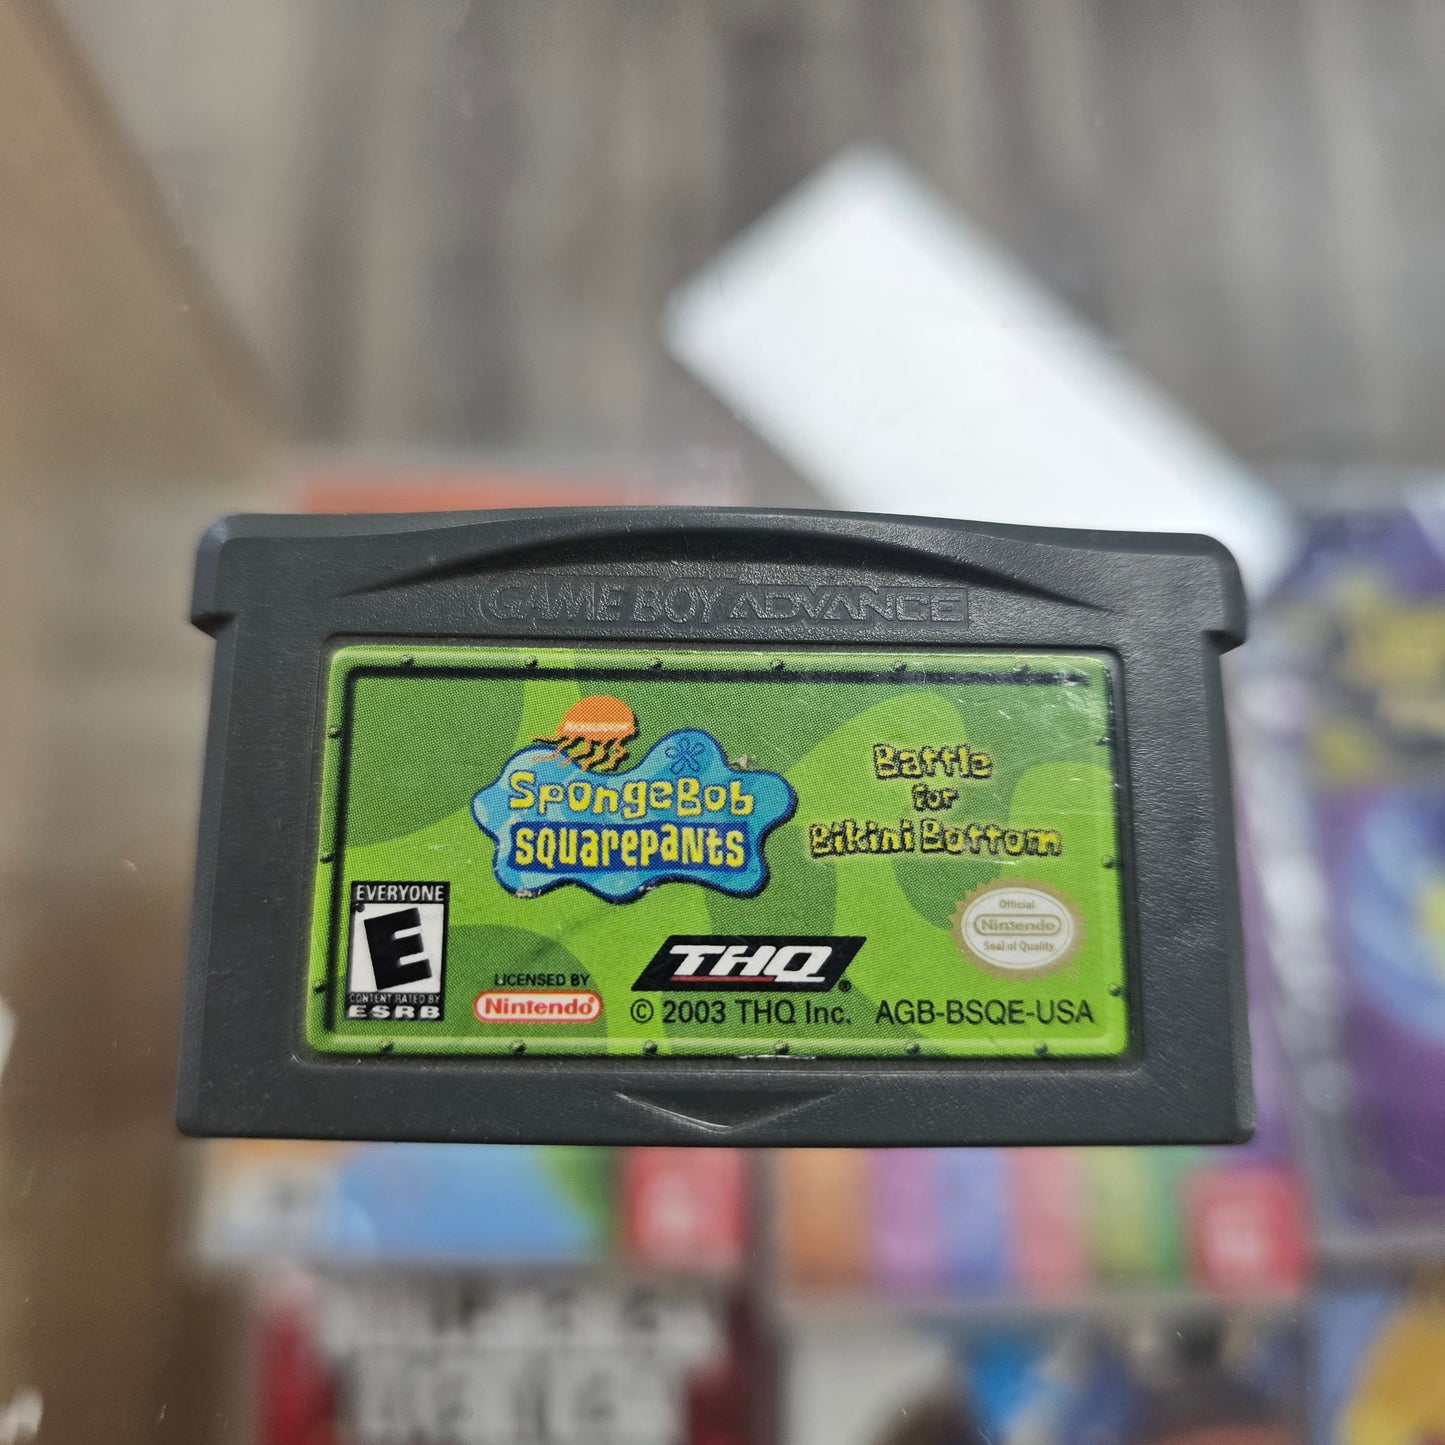 GAME BOY ADVANCE
SPONGEBOB
SQUAREPANTS
Battle
for
Bikini Bottom
EVERYONE
E
CONTENT RATED BY
ESRB
LICENSED BY
Nintendo
THQ
®
© 2003 THQ Inc.
AGB-BSQE-USA
Official
Nintendo
Seal of Quality